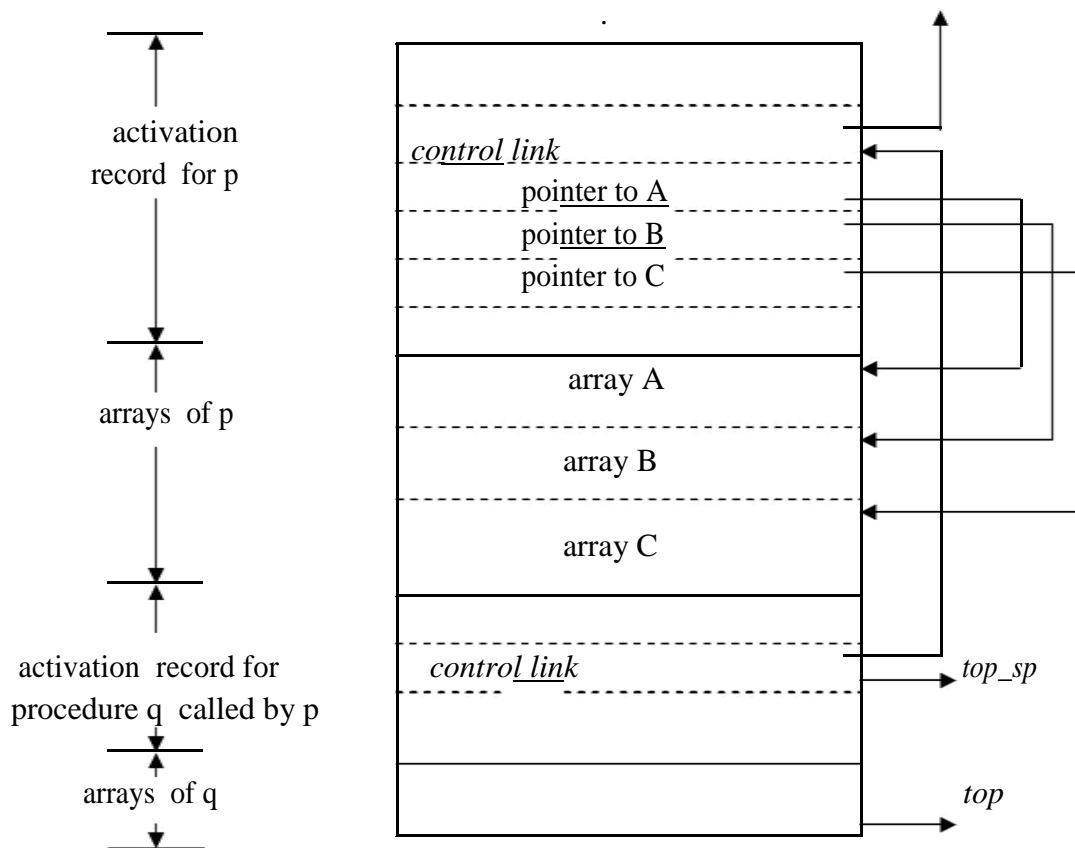 .
activation
record for p
control link
pointer to A
pointer to B
pointer to C
arrays of p
array A
array B
array C
activation record for
procedure q called by p
control link
top_sp
arrays of q
top